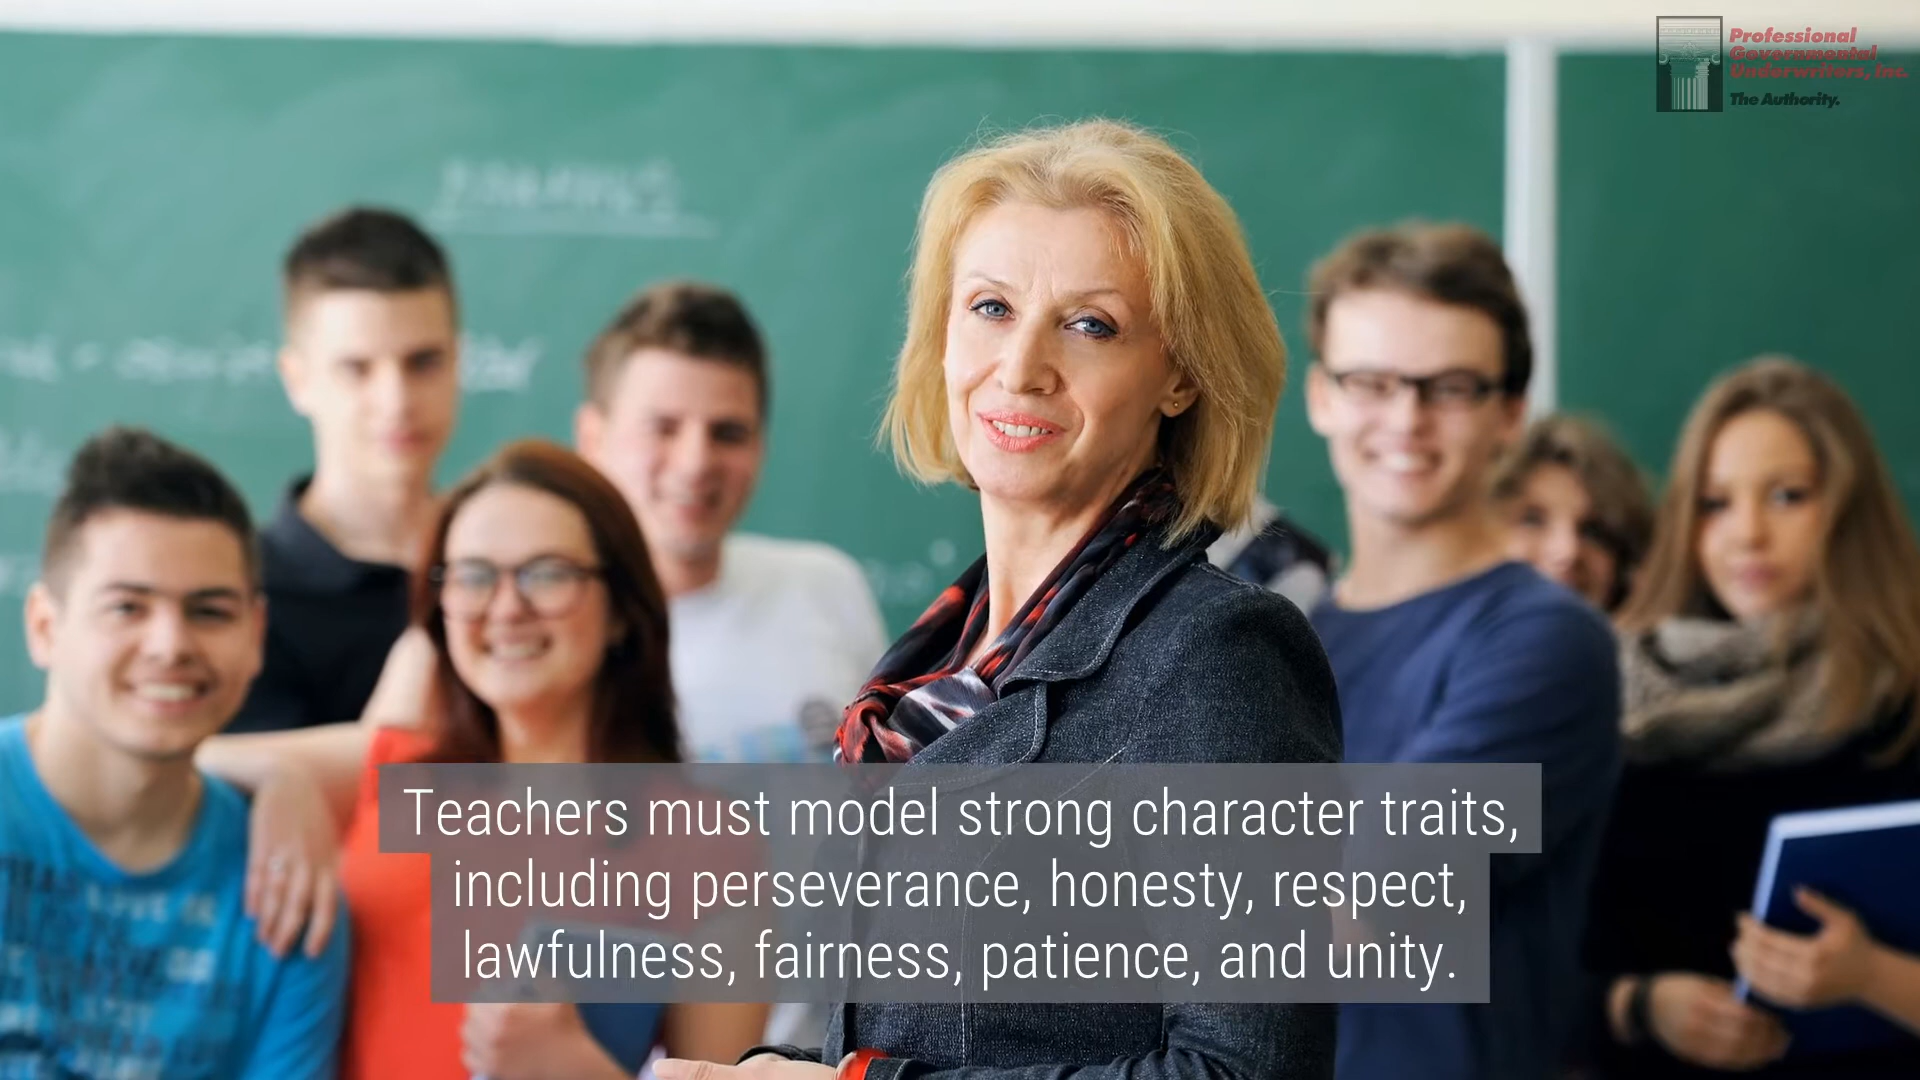 Professional
Governmental
Underwriters, Inc.
The Authority.
Teachers must model strong character traits,
including perseverance, honesty, respect,
lawfulness, fairness, patience, and unity.